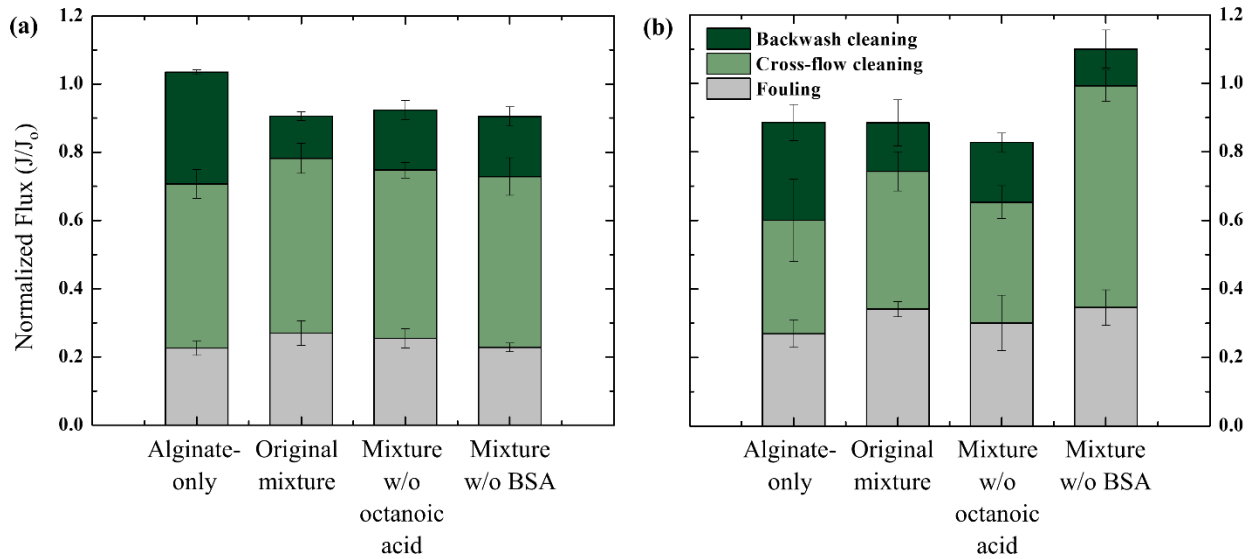 (a)
Normalized Flux (J/Jo)
1.2
1.0
0.8
0.6
0.4
0.2
0.0
Alginate-
only
Original
mixture
Mixture
w/o
octanoic
acid
Mixture
w/o BSA
(b)
Backwash cleaning
Cross-flow cleaning
Fouling
1.2
1.0
0.8
0.6
0.4
0.2
0.0
Alginate-
only
Original
mixture
Mixture
w/o
octanoic
acid
Mixture
w/o BSA